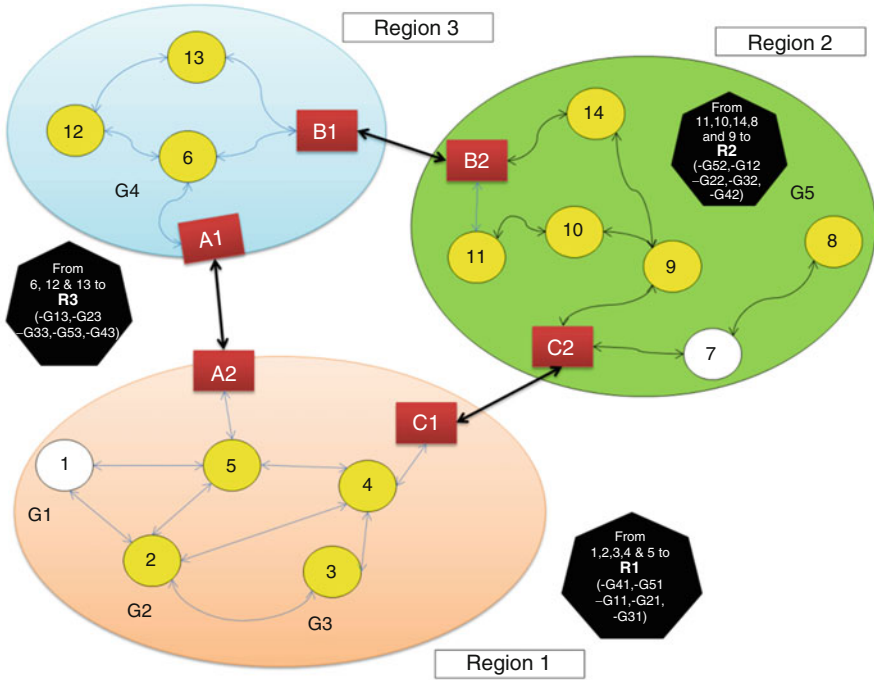 Region 3
13
12
6
B1
G4
A1
Region 2
14
B2
11
10
9
8
C2
7
G5
From
11,10,14,8
and 9 to
R2
(-G52,-G12
–G22,-G32,
-G42)
From
6, 12 & 13 to
R3
(-G13,-G23
–G33,-G53,-G43)
A2
C1
1
5
4
G1
2
3
G2
G3
From
1,2,3,4 & 5 to
R1
(-G41,-G51
–G11,-G21,
-G31)
Region 1